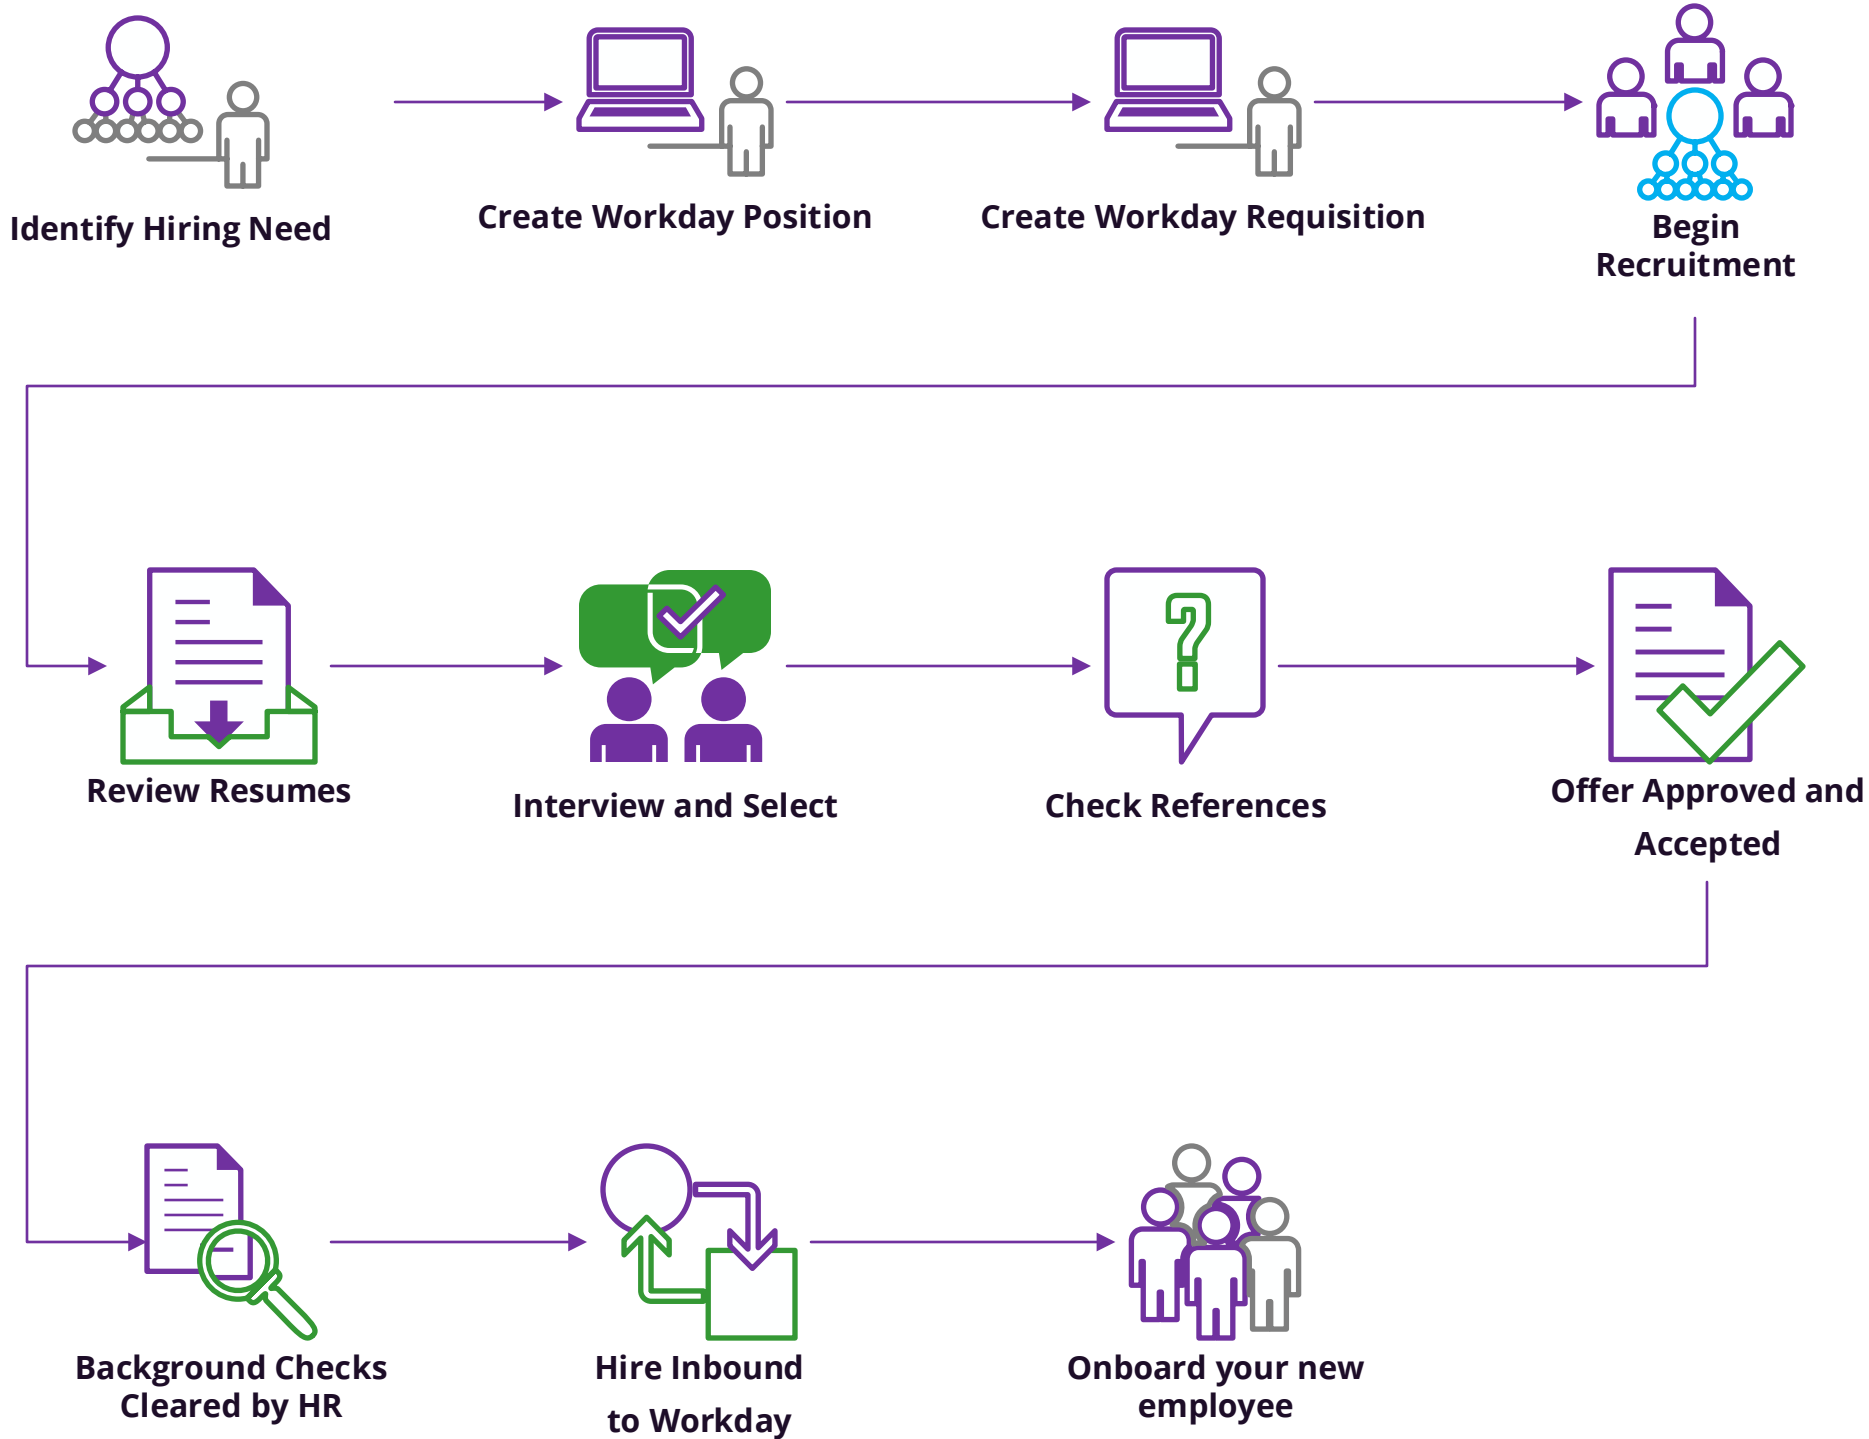 Identify Hiring Need
Create Workday Position
Create Workday Requisition
Begin
Recruitment
Review Resumes
Interview and Select
Check References
Offer Approved and
Accepted
Background Checks
Cleared by HR
Hire Inbound
to Workday
Onboard your new
employee